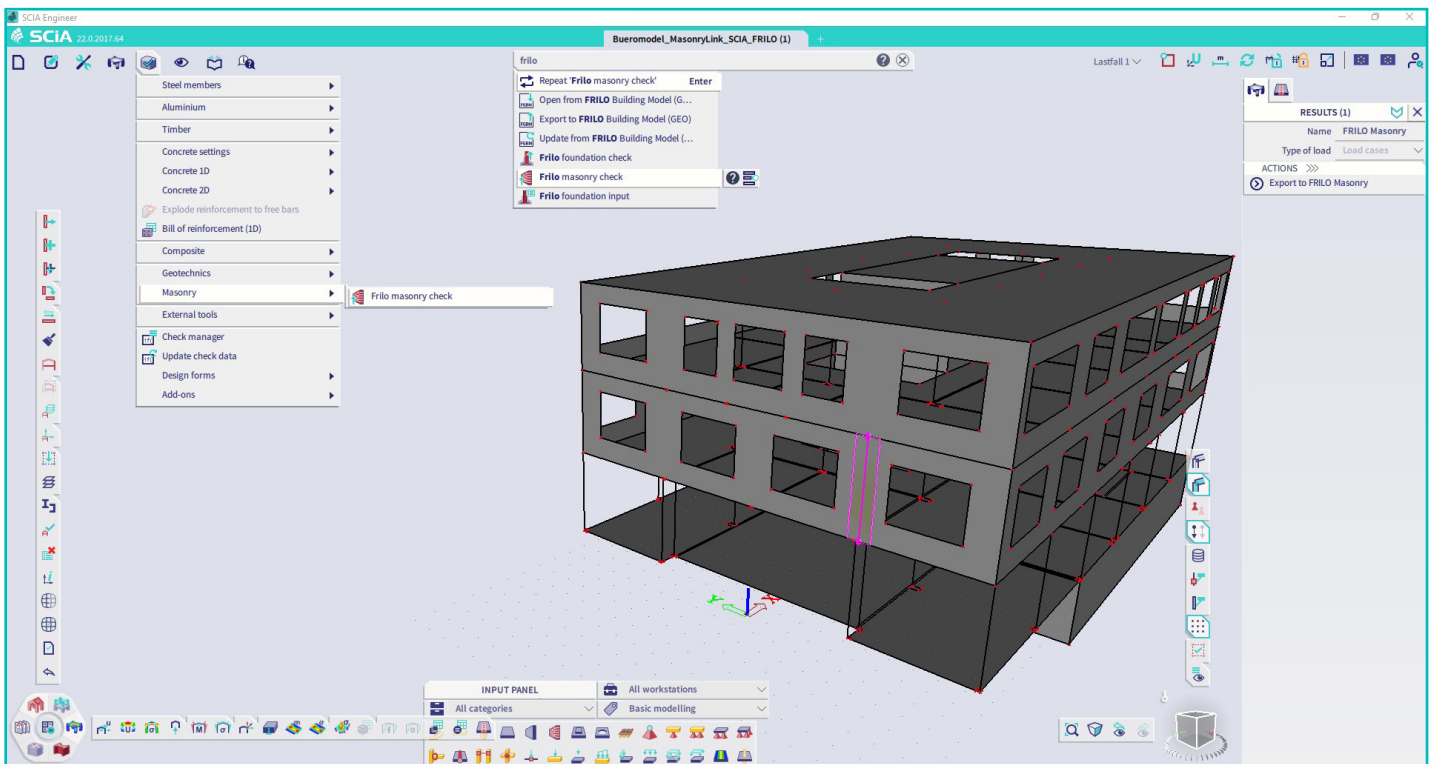 SCIA Engineer
SCIA 22.0.2017.64
Bueromodel_MasonryLink_SCIA_FRILO (1)
frilo
Lastfall 1
Steel members
Aluminium
Timber
Concrete settings
Concrete 1D
Concrete 2D
Explode reinforcement to free bars
Bill of reinforcement (1D)
Composite
Geotechnics
Masonry
Frilo masonry check
External tools
Check manager
Update check data
Design forms
Add-ons
Repeat 'Frilo masonry check' Enter
Open from FRILO Building Model (G...
Export to FRILO Building Model (GEO)
Update from FRILO Building Model (...
Frilo foundation check
Frilo masonry check
Frilo foundation input
RESULTS (1)
Name FRILO Masonry
Type of load Load cases
ACTIONS >>>
Export to FRILO Masonry
INPUT PANEL
All workstations
All categories
Basic modelling